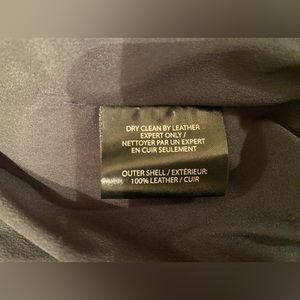 DRY CLEAN BY LEATHER
EXPERT ONLY /
NETTOYER PAR UN EXPERT
EN CUIR SEULEMENT
OUTER SHELL / EXTÉRIEUR:
100% LEATHER / CUIR